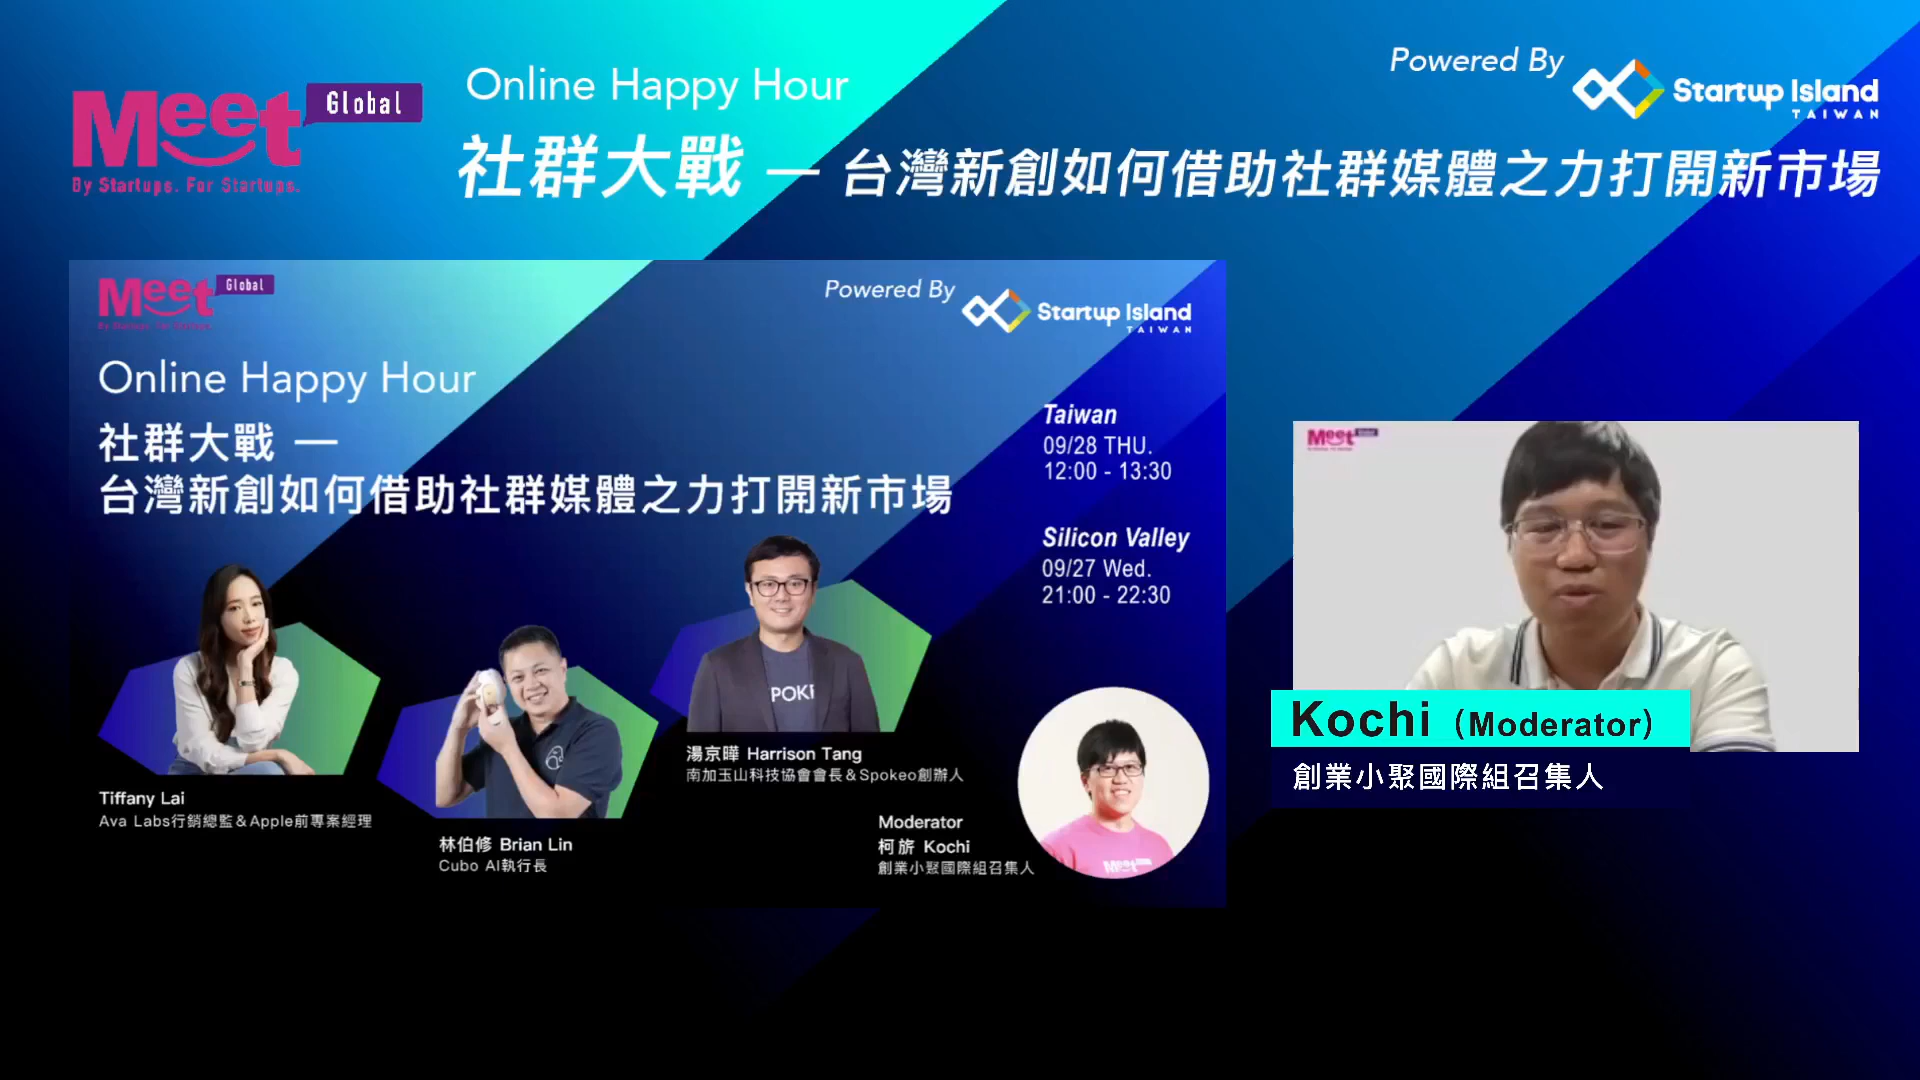 Meet Global
By Startups. For Startups.
Online Happy Hour
Powered By
Startup Island
TAIWAN
社群大戰 — 台灣新創如何借助社群媒體之力打開新市場
Meet Global
Powered By
Startup Island
TAIWAN
Online Happy Hour
社群大戰 —
台灣新創如何借助社群媒體之力打開新市場
Taiwan
09/28 THU.
12:00 - 13:30
Silicon Valley
09/27 Wed.
21:00 - 22:30
Tiffany Lai
Ava Labs行銷總監&Apple前專案經理
林伯修 Brian Lin
Cubo AI執行長
湯京曄 Harrison Tang
南加玉山科技協會會長&Spokeo創辦人
Moderator
柯旂 Kochi
創業小聚國際組召集人
Meet
Kochi (Moderator)
創業小聚國際組召集人